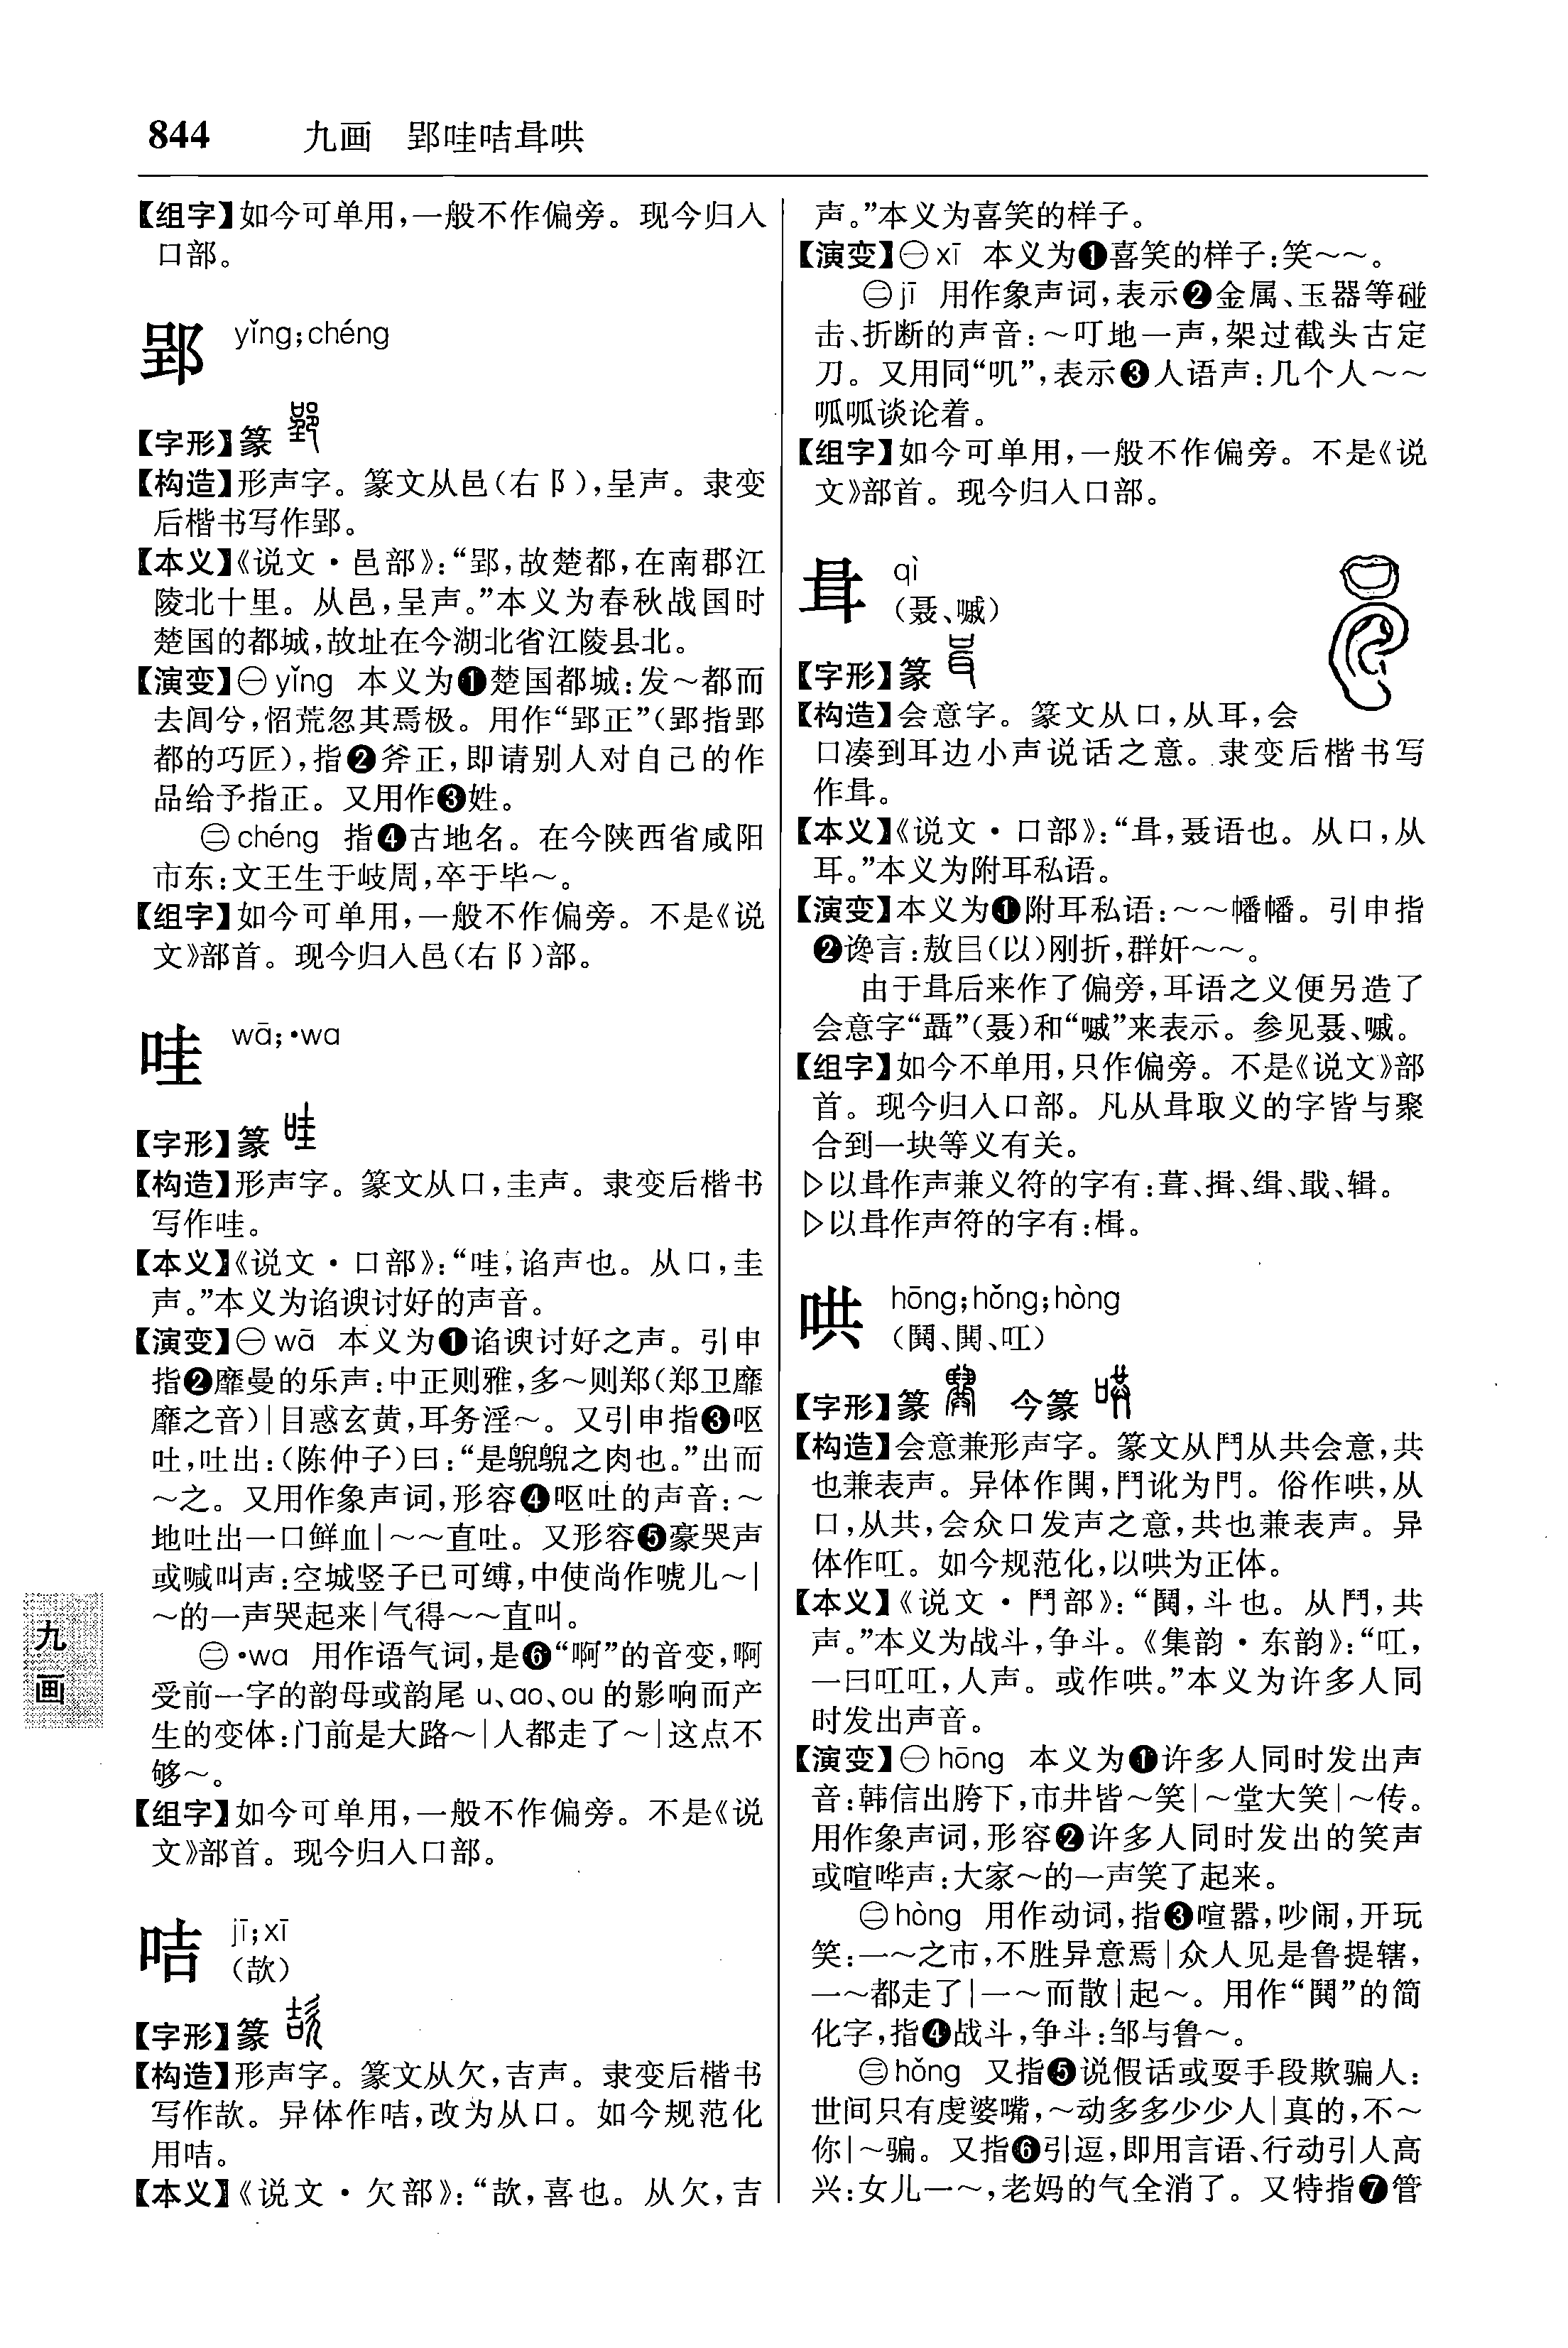 844 九画 郢哇咭咠哄
【组字】如今可单用，一般不作偏旁。现今归入
口部。
郢 yǐng；chéng
【字形】篆
【构造】形声字。篆文从邑（右阝），呈声。隶变
后楷书写作郢。
【本义】《说文·邑部》：“郢，故楚都，在南郡江
陵北十里。从邑，呈声。”本义为春秋战国时
楚国的都城，故址在今湖北省江陵县北。
【演变】㊀yǐng 本义为❶楚国都城：发～都而
去闾兮，怊荒忽其焉极。用作“郢正”（郢指郢
都的巧匠），指❷斧正，即请别人对自己的作
品给予指正。又用作❸姓。
㊁chéng 指❹古地名。在今陕西省咸阳
市东：文王生于岐周，卒于毕～。
【组字】如今可单用，一般不作偏旁。不是《说
文》部首。现今归入邑（右阝）部。
哇 wā；·wa
【字形】篆
【构造】形声字。篆文从口，圭声。隶变后楷书
写作哇。
【本义】《说文·口部》：“哇，谄声也。从口，圭
声。”本义为谄谀讨好的声音。
【演变】㊀wā 本义为❶谄谀讨好之声。引申
指❷靡曼的乐声：中正则雅，多～则郑（郑卫靡
靡之音）|目惑玄黄，耳务淫～。又引申指❸呕
吐，吐出：（陈仲子）曰：“是鶃鶃之肉也。”出而
～之。又用作象声词，形容❹呕吐的声音：～
地吐出一口鲜血|～～直吐。又形容❺豪哭声
或喊叫声：空城竖子已可缚，中使尚作唬儿～|
～的一声哭起来|气得～～直叫。
㊁·wa 用作语气词，是❻“啊”的音变，啊
受前一字的韵母或韵尾 u、ao、ou 的影响而产
生的变体：门前是大路～|人都走了～|这点不
够～。
【组字】如今可单用，一般不作偏旁。不是《说
文》部首。现今归入口部。
咭 jī；xī
（欯）
【字形】篆
【构造】形声字。篆文从欠，吉声。隶变后楷书
写作欯。异体作咭，改为从口。如今规范化
用咭。
【本义】《说文·欠部》：“欯，喜也。从欠，吉
九画
声。”本义为喜笑的样子。
【演变】㊀xī 本义为❶喜笑的样子：笑～～。
㊁jī 用作象声词，表示❷金属、玉器等碰
击、折断的声音：～叮地一声，架过截头古定
刀。又用同“叽”，表示❸人语声：几个人～～
呱呱谈论着。
【组字】如今可单用，一般不作偏旁。不是《说
文》部首。现今归入口部。
咠 qì
（聂、嘁）
【字形】篆
【构造】会意字。篆文从口，从耳，会
口凑到耳边小声说话之意。隶变后楷书写
作咠。
【本义】《说文·口部》：“咠，聂语也。从口，从
耳。”本义为附耳私语。
【演变】本义为❶附耳私语：～～幡幡。引申指
❷谗言：敖㠯（以）刚折，群奸～～。
由于咠后来作了偏旁，耳语之义便另造了
会意字“聶”（聂）和“嘁”来表示。参见聂、嘁。
【组字】如今不单用，只作偏旁。不是《说文》部
首。现今归入口部。凡从咠取义的字皆与聚
合到一块等义有关。
▷以咠作声兼义符的字有：葺、揖、缉、戢、辑。
▷以咠作声符的字有：楫。
哄 hōng；hǒng；hòng
（鬨、閧、吅）
【字形】篆 今篆
【构造】会意兼形声字。篆文从鬥从共会意，共
也兼表声。异体作閧，鬥讹为門。俗作哄，从
口，从共，会众口发声之意，共也兼表声。异
体作叿。如今规范化，以哄为正体。
【本义】《说文·鬥部》：“鬨，斗也。从鬥，共
声。”本义为战斗，争斗。《集韵·东韵》：“叿，
一曰叿叿，人声。或作哄。”本义为许多人同
时发出声音。
【演变】㊀hōng 本义为❶许多人同时发出声
音：韩信出胯下，市井皆～笑|～堂大笑|～传。
用作象声词，形容❷许多人同时发出的笑声
或喧哗声：大家～的一声笑了起来。
㊁hòng 用作动词，指❸喧嚣，吵闹，开玩
笑：一～之市，不胜异意焉|众人见是鲁提辖，
一～都走了|一～而散|起～。用作“鬨”的简
化字，指❹战斗，争斗：邹与鲁～。
㊂hǒng 又指❺说假话或耍手段欺骗人：
世间只有虔婆嘴，～动多多少少人|真的，不～
你|～骗。又指❻引逗，即用言语、行动引人高
兴：女儿一～，老妈的气全消了。又特指❼管